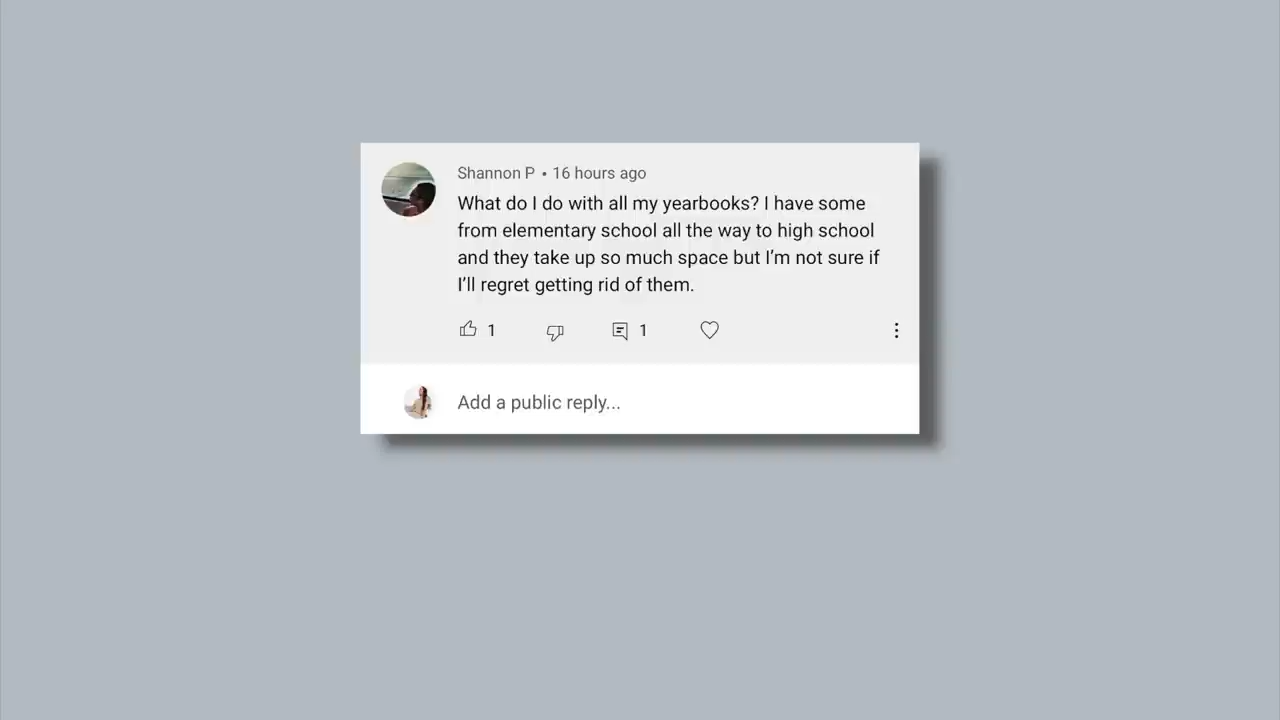 Shannon P • 16 hours ago
What do I do with all my yearbooks? I have some
from elementary school all the way to high school
and they take up so much space but I’m not sure if
I’ll regret getting rid of them.
1
1
Add a public reply...